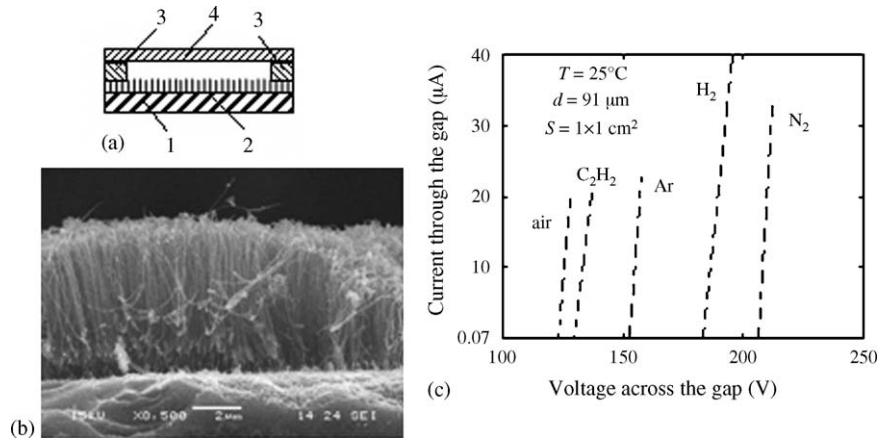 3
4
3
(a)
1
2
15kV X0,500 14 24 SEI
(b)
40
30
20
10
0.07
100
150
200
250
Current through the gap (µA)
Voltage across the gap (V)
(c)
T = 25°C
d = 91 µm
S = 1×1 cm²
air
C₂H₂
Ar
H₂
N₂